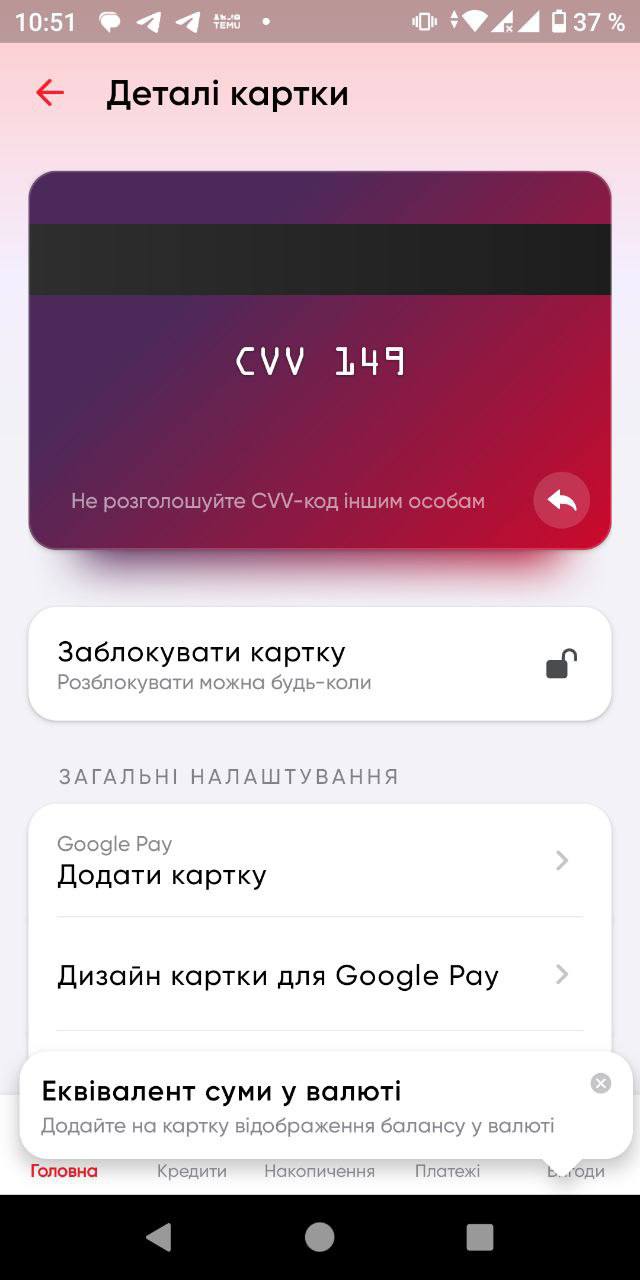 10:51
TEMU
37 %
Деталі картки
CVV 149
Не розголошуйте CVV-код іншим особам
Заблокувати картку
Розблокувати можна будь-коли
ЗАГАЛЬНІ НАЛАШТУВАННЯ
Google Pay
Додати картку
Дизайн картки для Google Pay
Еквівалент суми у валюті
Додайте на картку відображення балансу у валюті
Головна Кредити Накопичення Платежі